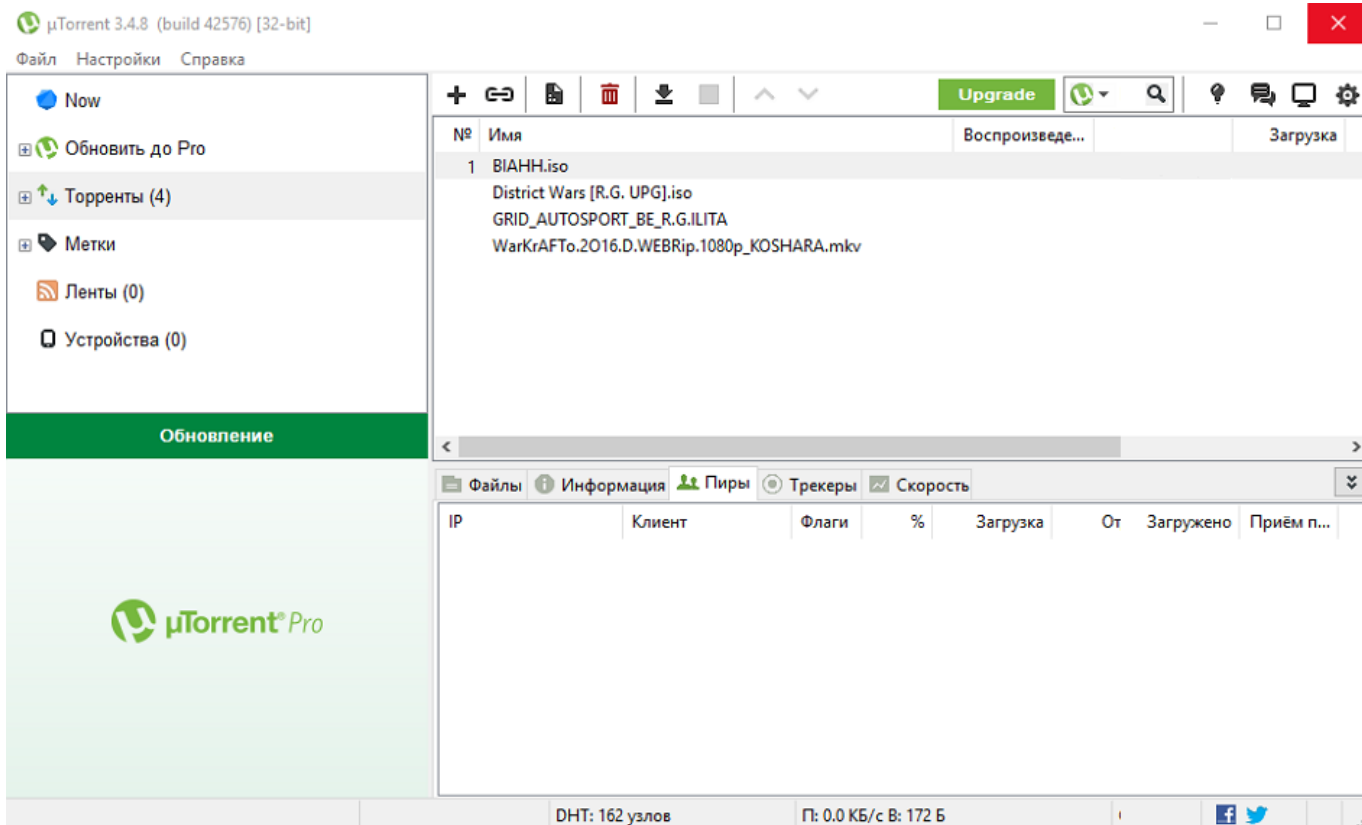 µTorrent 3.4.8 (build 42576) [32-bit]
Файл Настройки Справка
Now
Обновить до Pro
Торренты (4)
Метки
Ленты (0)
Устройства (0)
Обновление
µTorrent® Pro
Upgrade
№ Имя Воспроизведе... Загрузка
1 BIAHH.iso
District Wars [R.G. UPG].iso
GRID_AUTOSPORT_BE_R.G.ILITA
WarKrAFTo.2O16.D.WEBRip.1080p_KOSHARA.mkv
Файлы Информация Пиры Трекеры Скорость
IP Клиент Флаги % Загрузка От Загружено Приём п...
DHT: 162 узлов П: 0.0 КБ/с В: 172 Б